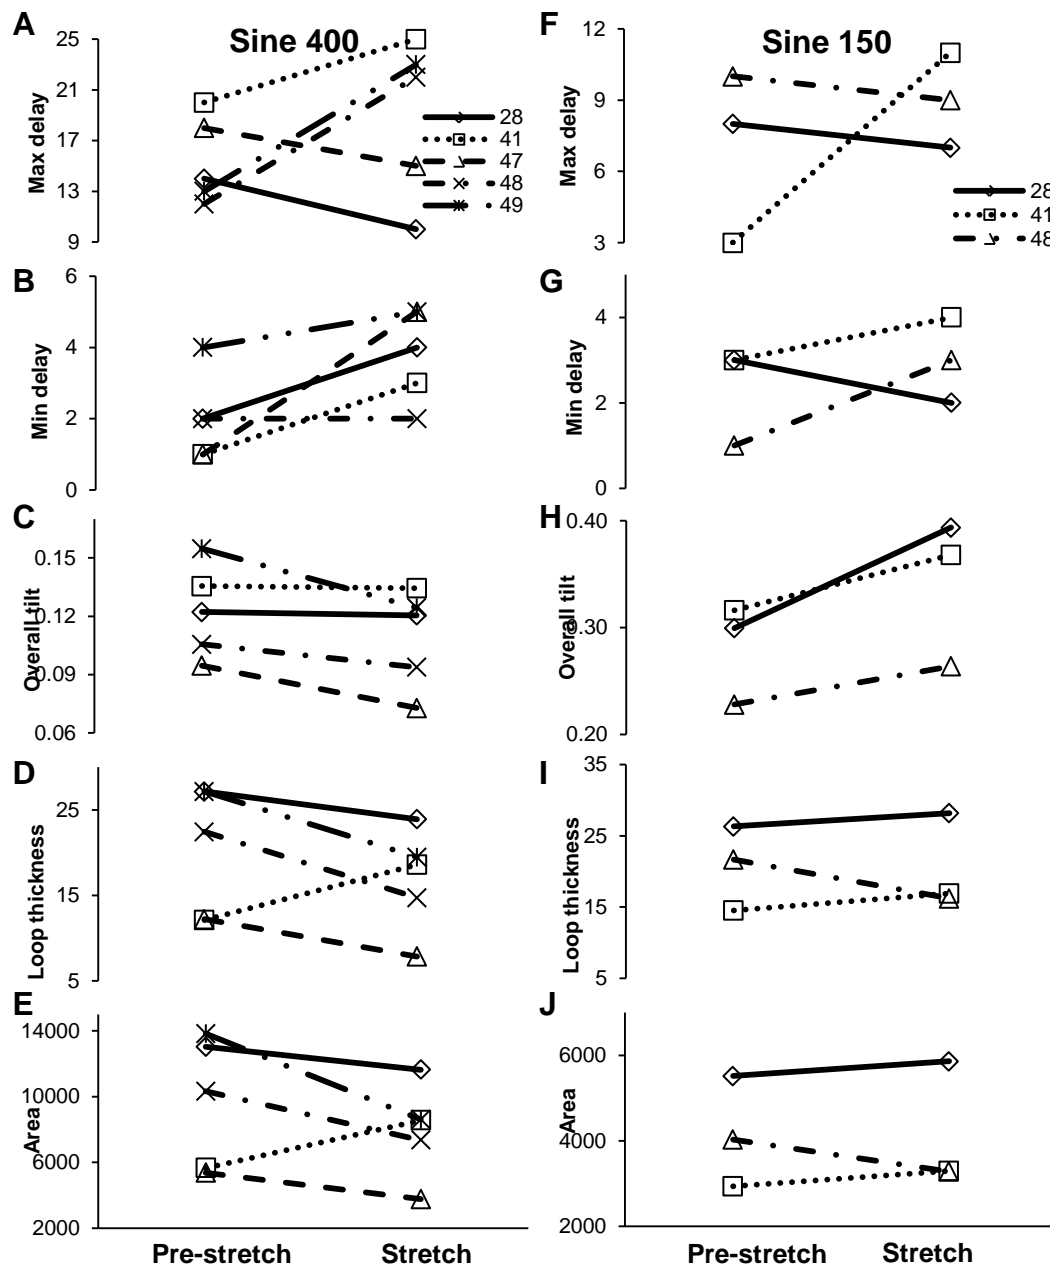 A
Sine 400
25
21
17
13
9
Max delay
28
41
47
48
49
B
6
4
2
0
Min delay
C
0.15
0.12
0.09
0.06
Overall tilt
D
25
15
5
Loop thickness
E
14000
10000
6000
2000
Area
Pre-stretch Stretch
F
Sine 150
12
9
6
3
Max delay
28
41
48
G
4
2
0
Min delay
H
0.40
0.30
0.20
Overall tilt
I
35
25
15
5
Loop thickness
J
6000
4000
2000
Area
Pre-stretch Stretch